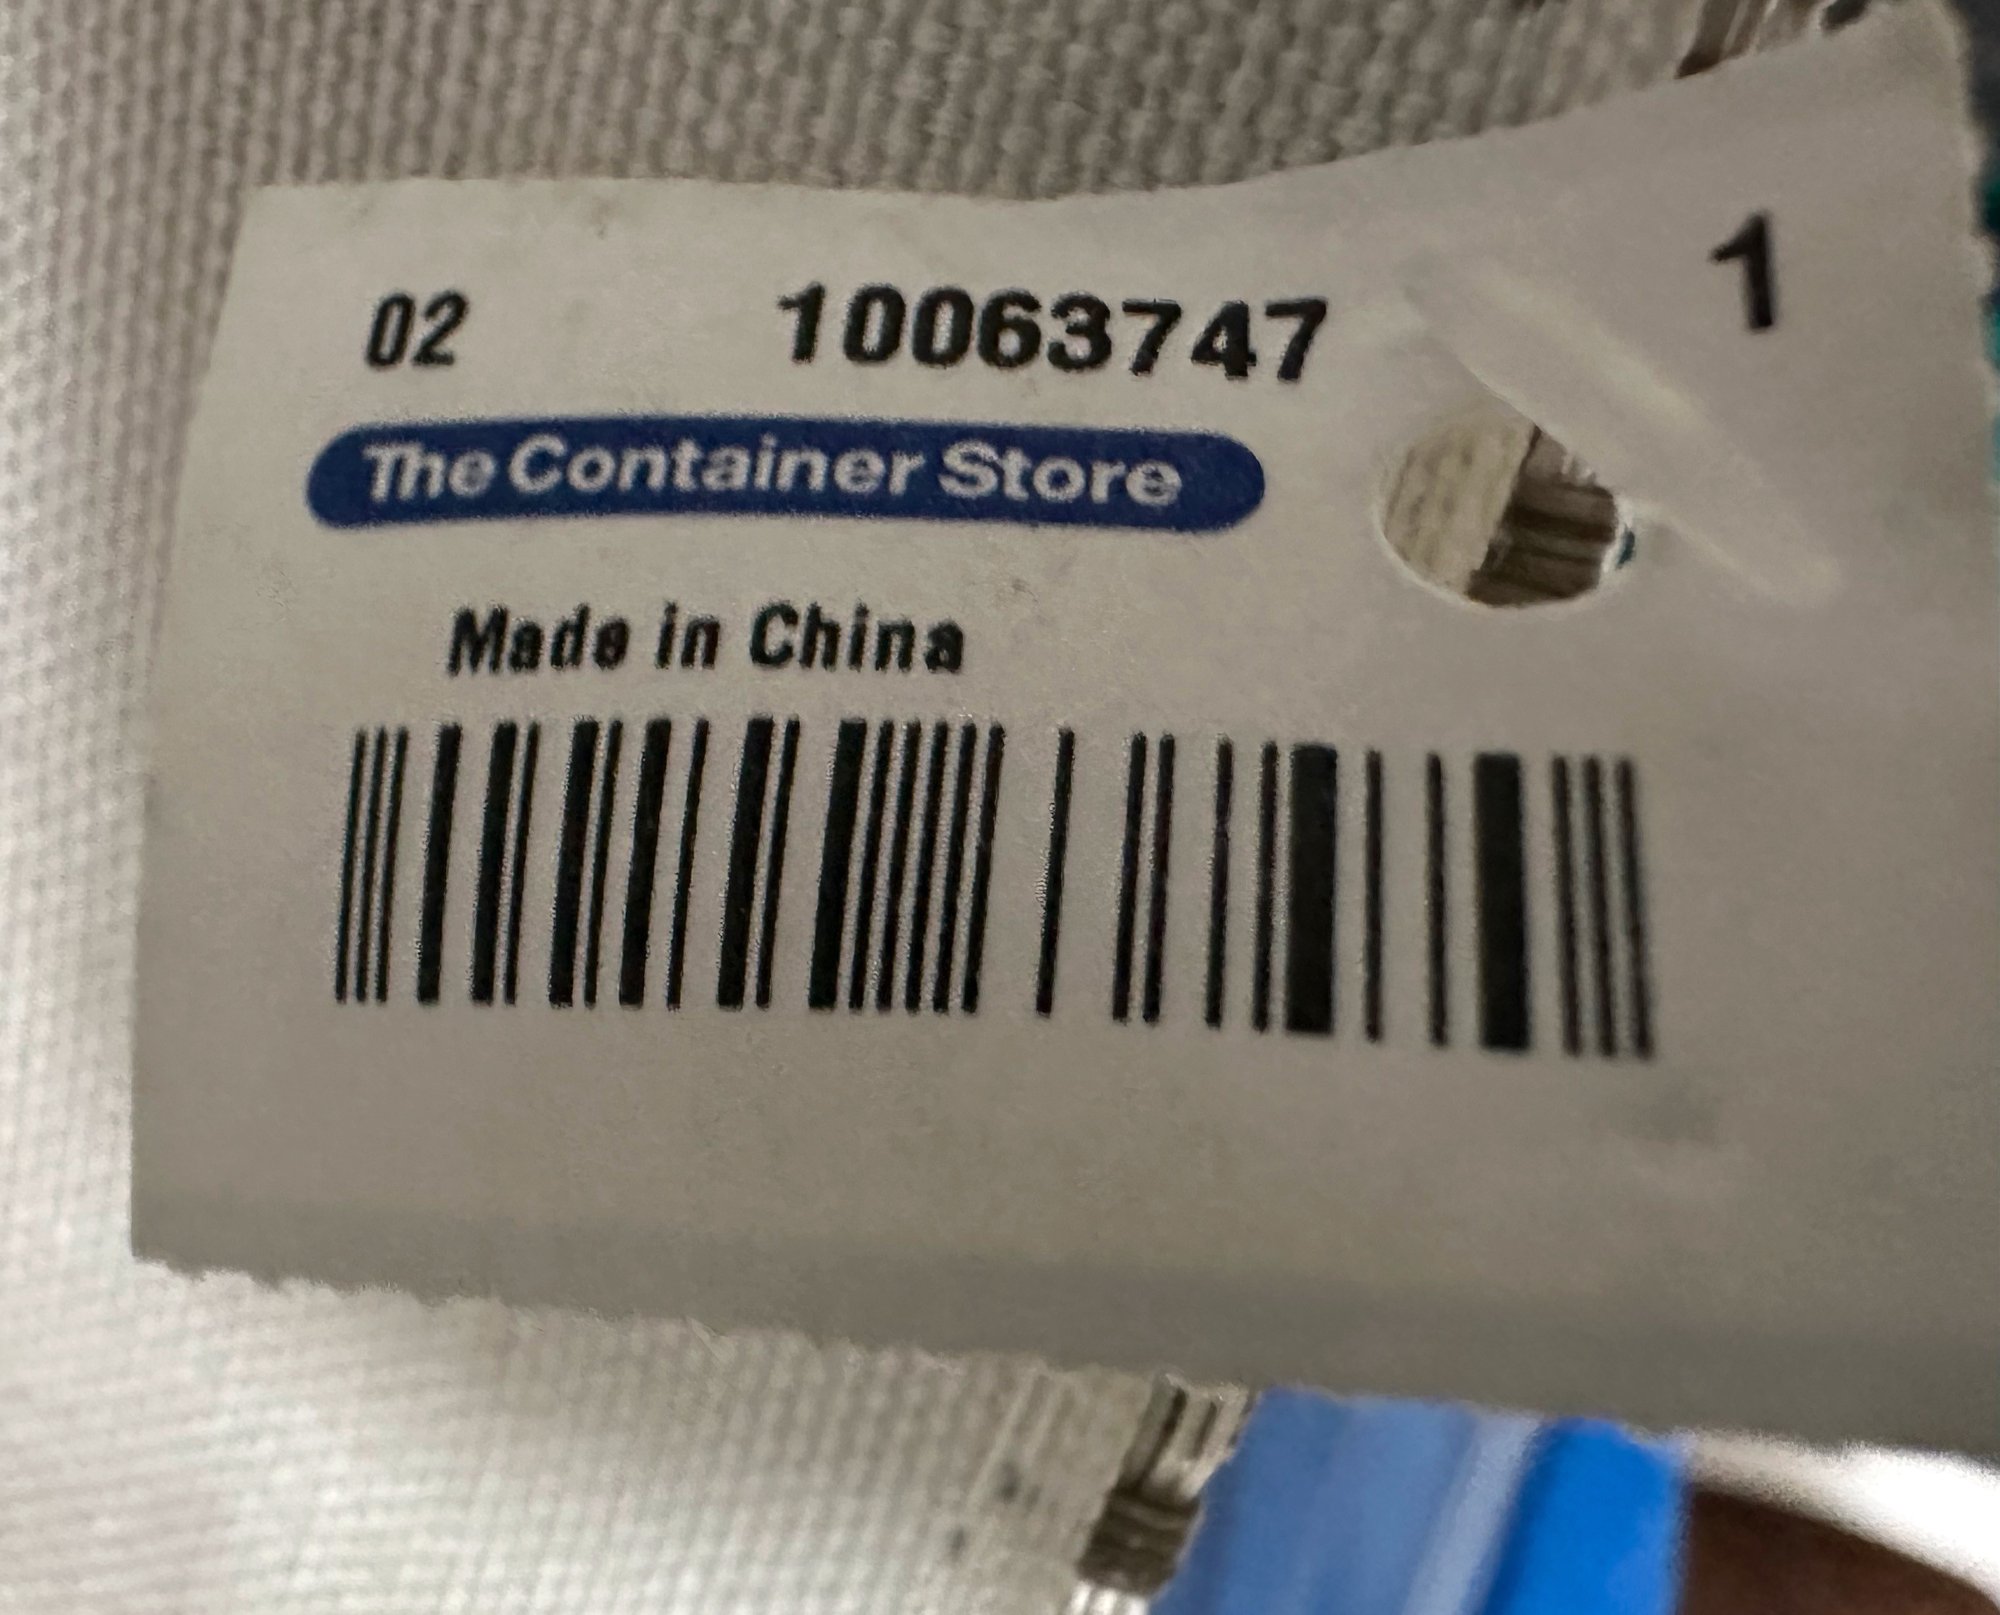 02 10063747 1
The Container Store
Made in China